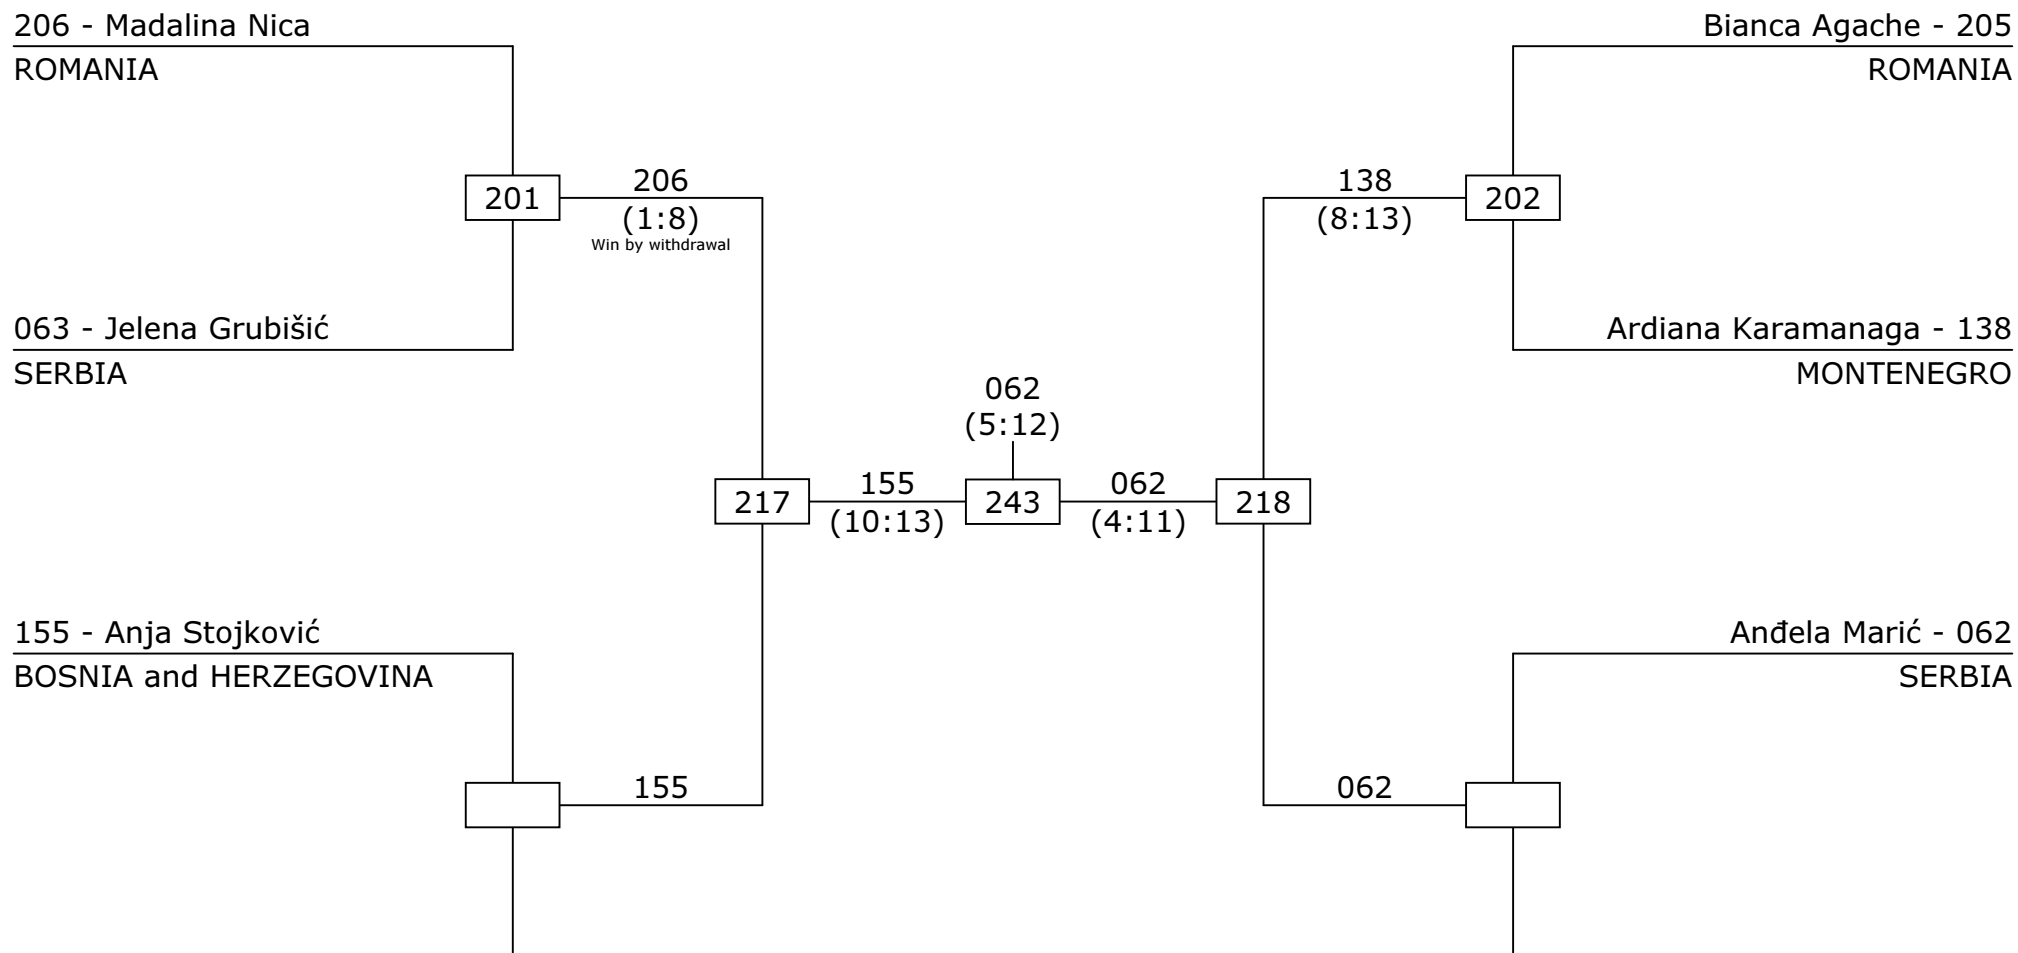 206 - Madalina Nica
ROMANIA
Bianca Agache - 205
ROMANIA
201
206
(1:8)
Win by withdrawal
138
(8:13)
202
063 - Jelena Grubišić
SERBIA
Ardiana Karamanaga - 138
MONTENEGRO
062
(5:12)
217
155
(10:13)
243
062
(4:11)
218
155 - Anja Stojković
BOSNIA and HERZEGOVINA
Anđela Marić - 062
SERBIA
155
062